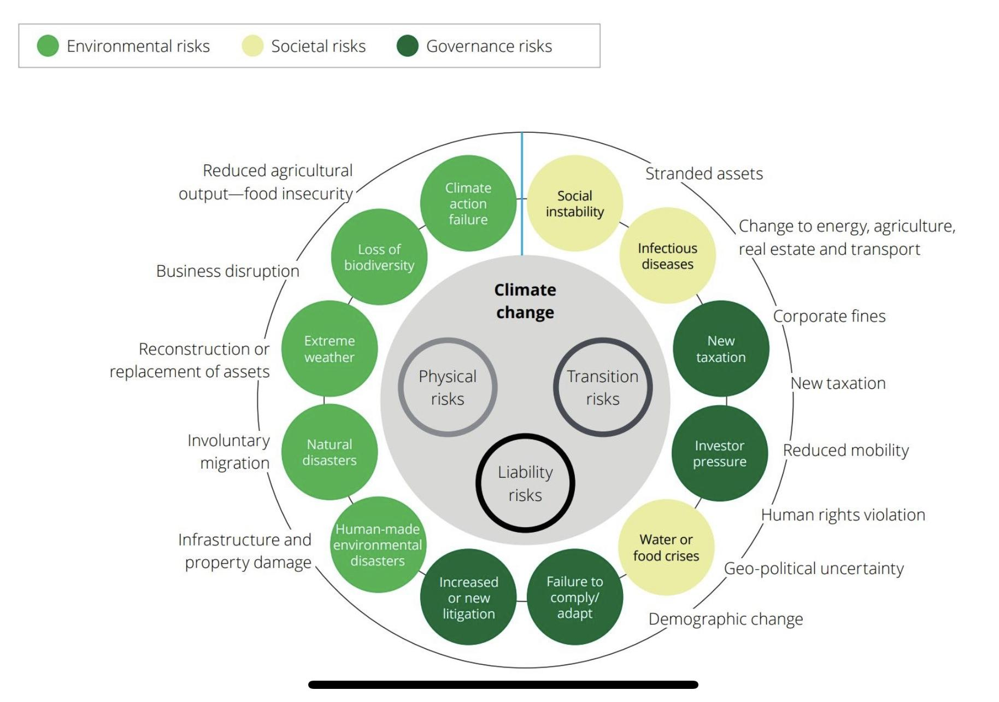 Environmental risks
Societal risks
Governance risks
Reduced agricultural
output—food insecurity
Business disruption
Reconstruction or
replacement of assets
Involuntary
migration
Infrastructure and
property damage
Climate
action
failure
Loss of
biodiversity
Extreme
weather
Natural
disasters
Human-made
environmental
disasters
Increased
or new
litigation
Climate
change
Physical
risks
Transition
risks
Liability
risks
Social
instability
Infectious
diseases
New
taxation
Investor
pressure
Water or
food crises
Failure to
comply/
adapt
Stranded assets
Change to energy, agriculture,
real estate and transport
Corporate fines
New taxation
Reduced mobility
Human rights violation
Geo-political uncertainty
Demographic change